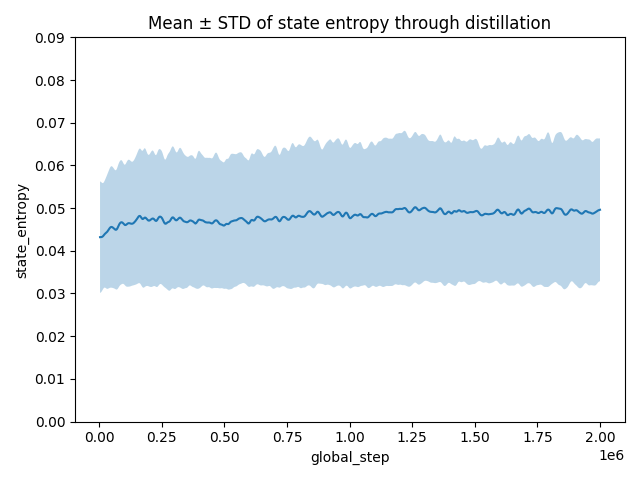 Mean ± STD of state entropy through distillation
0.09
0.08
0.07
0.06
0.05
0.04
0.03
0.02
0.01
0.00
state_entropy
0.00 0.25 0.50 0.75 1.00 1.25 1.50 1.75 2.00
1e6
global_step